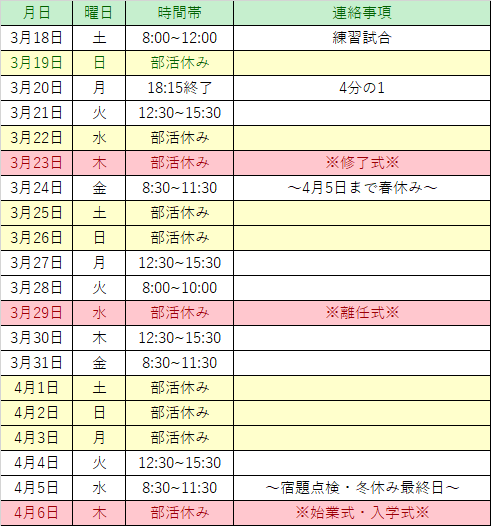 月日 曜日 時間帯 連絡事項
3月18日 土 8:00~12:00 練習試合
3月19日 日 部活休み
3月20日 月 18:15終了 4分の1
3月21日 火 12:30~15:30
3月22日 水 部活休み
3月23日 木 部活休み ※修了式※
3月24日 金 8:30~11:30 ～4月5日まで春休み～
3月25日 土 部活休み
3月26日 日 部活休み
3月27日 月 12:30~15:30
3月28日 火 8:00~10:00
3月29日 水 部活休み ※離任式※
3月30日 木 12:30~15:30
3月31日 金 8:30~11:30
4月1日 土 部活休み
4月2日 日 部活休み
4月3日 月 部活休み
4月4日 火 12:30~15:30
4月5日 水 8:30~11:30 ～宿題点検・冬休み最終日～
4月6日 木 部活休み ※始業式・入学式※